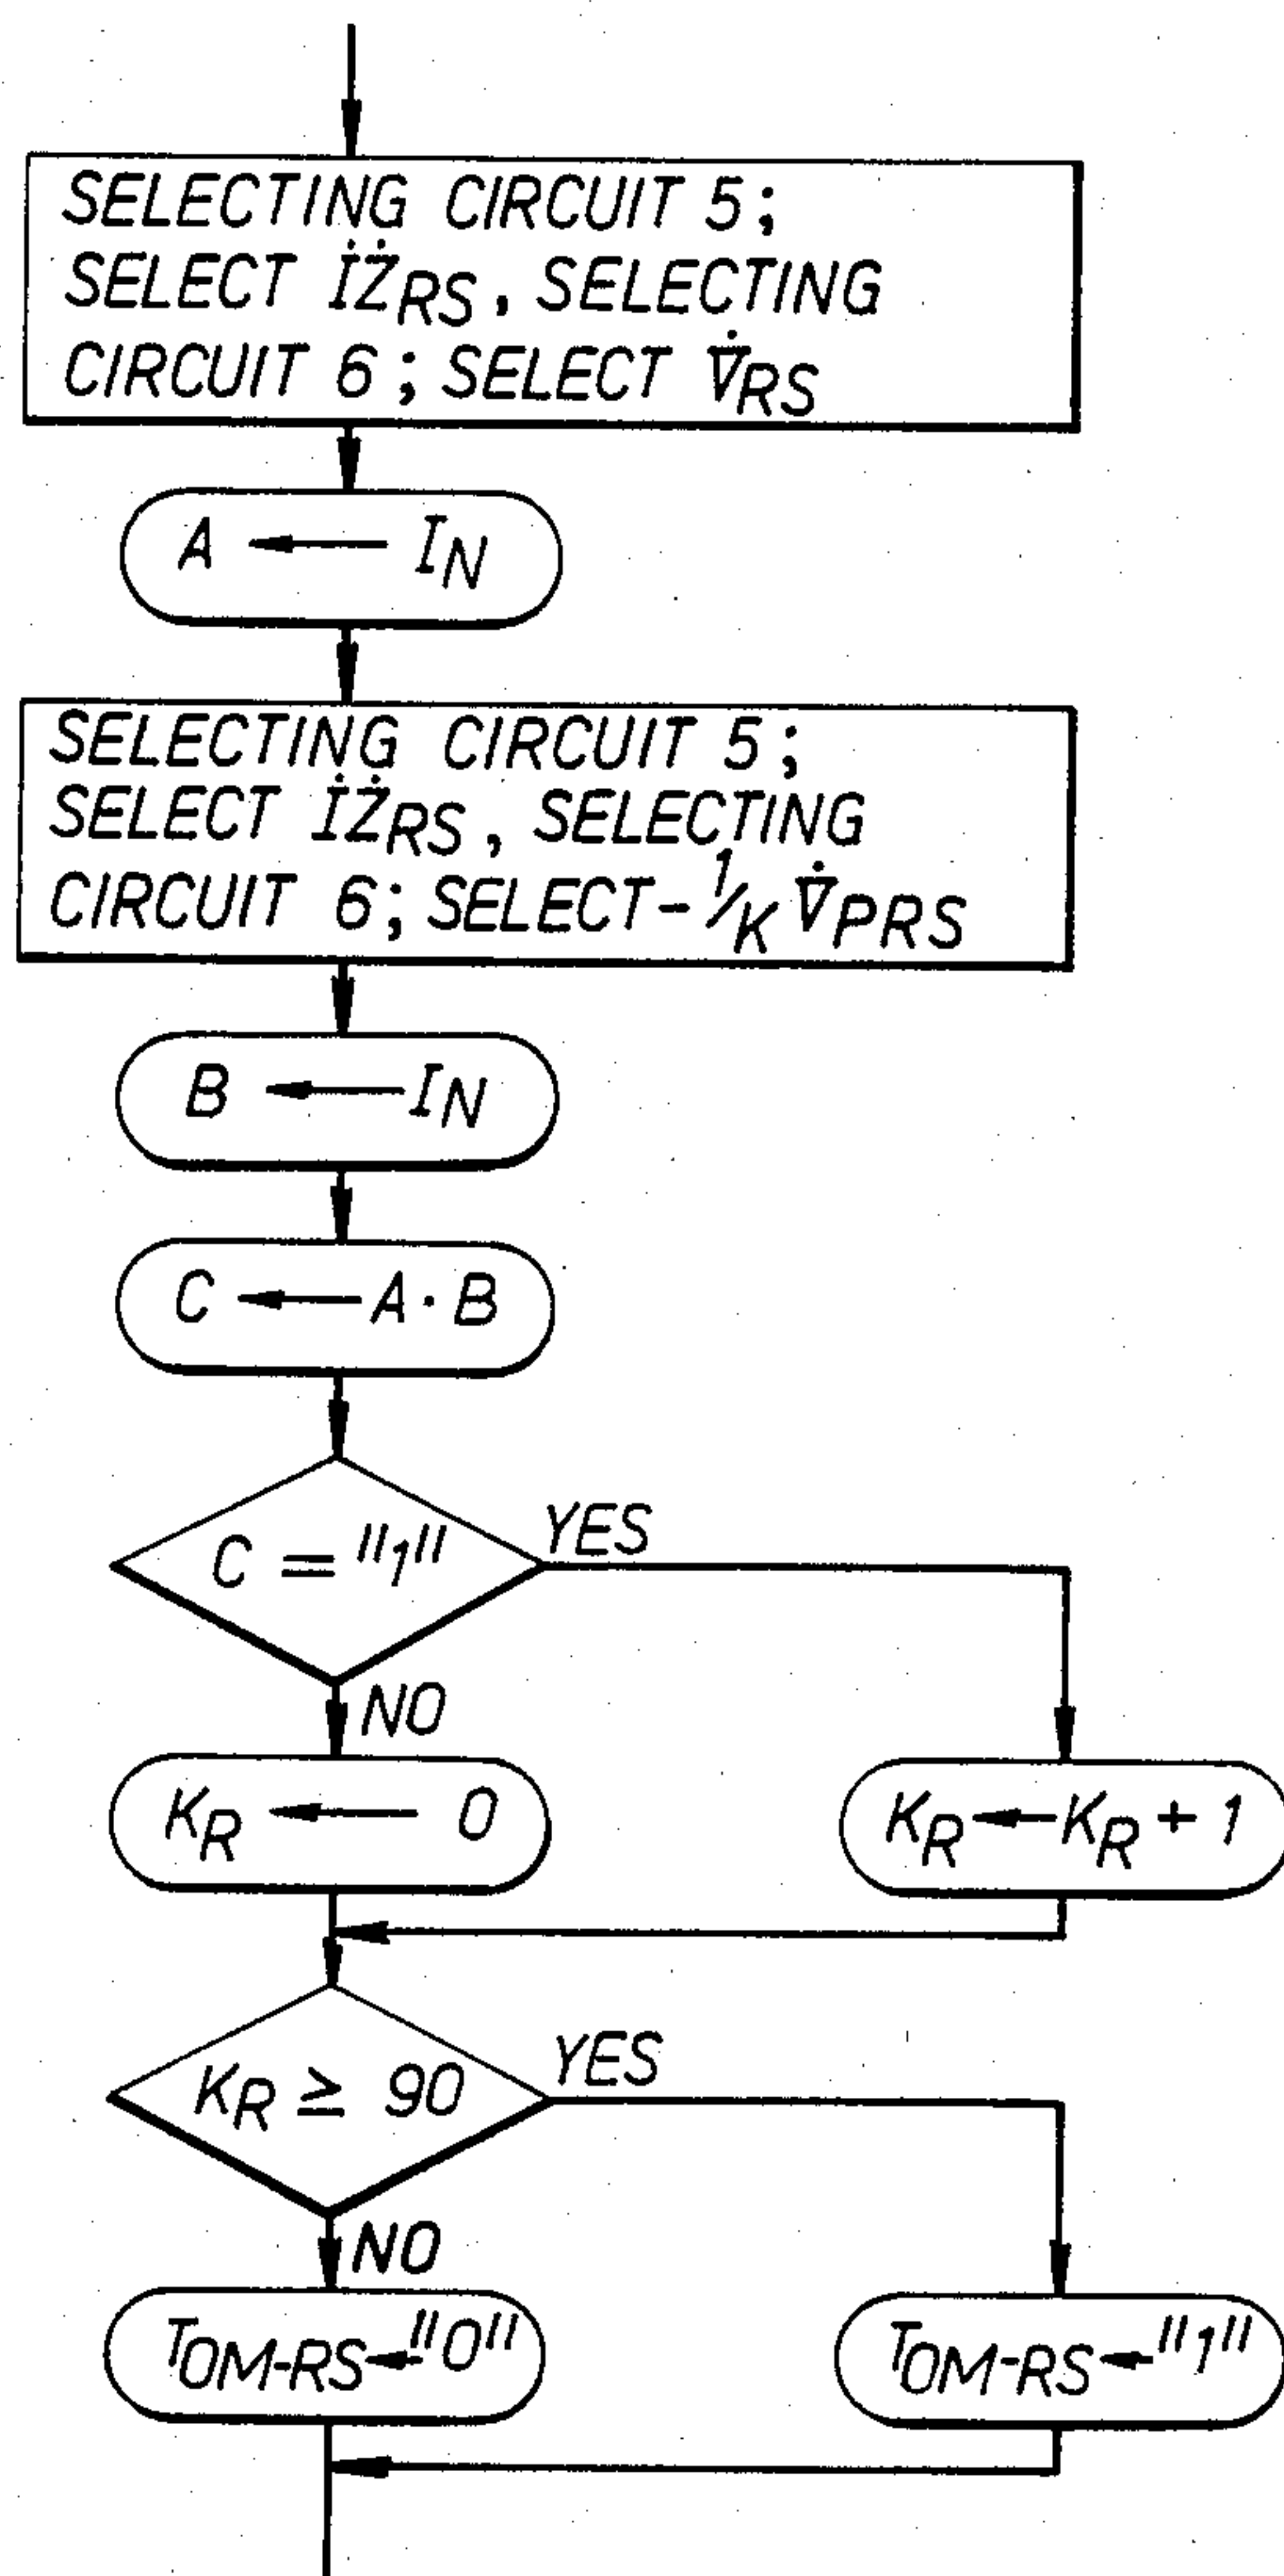 SELECTING CIRCUIT 5;
SELECT İŻRS, SELECTING
CIRCUIT 6; SELECT V̇RS
A ← IN
SELECTING CIRCUIT 5;
SELECT İŻRS, SELECTING
CIRCUIT 6; SELECT-1/K V̇PRS
B ← IN
C ← A·B
C = "1"
YES
NO
KR ← 0
KR ← KR + 1
KR ≥ 90
YES
NO
TOM-RS ← "0"
TOM-RS ← "1"